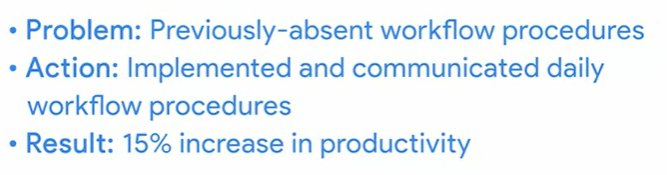 • Problem: Previously-absent workflow procedures
• Action: Implemented and communicated daily
workflow procedures
• Result: 15% increase in productivity